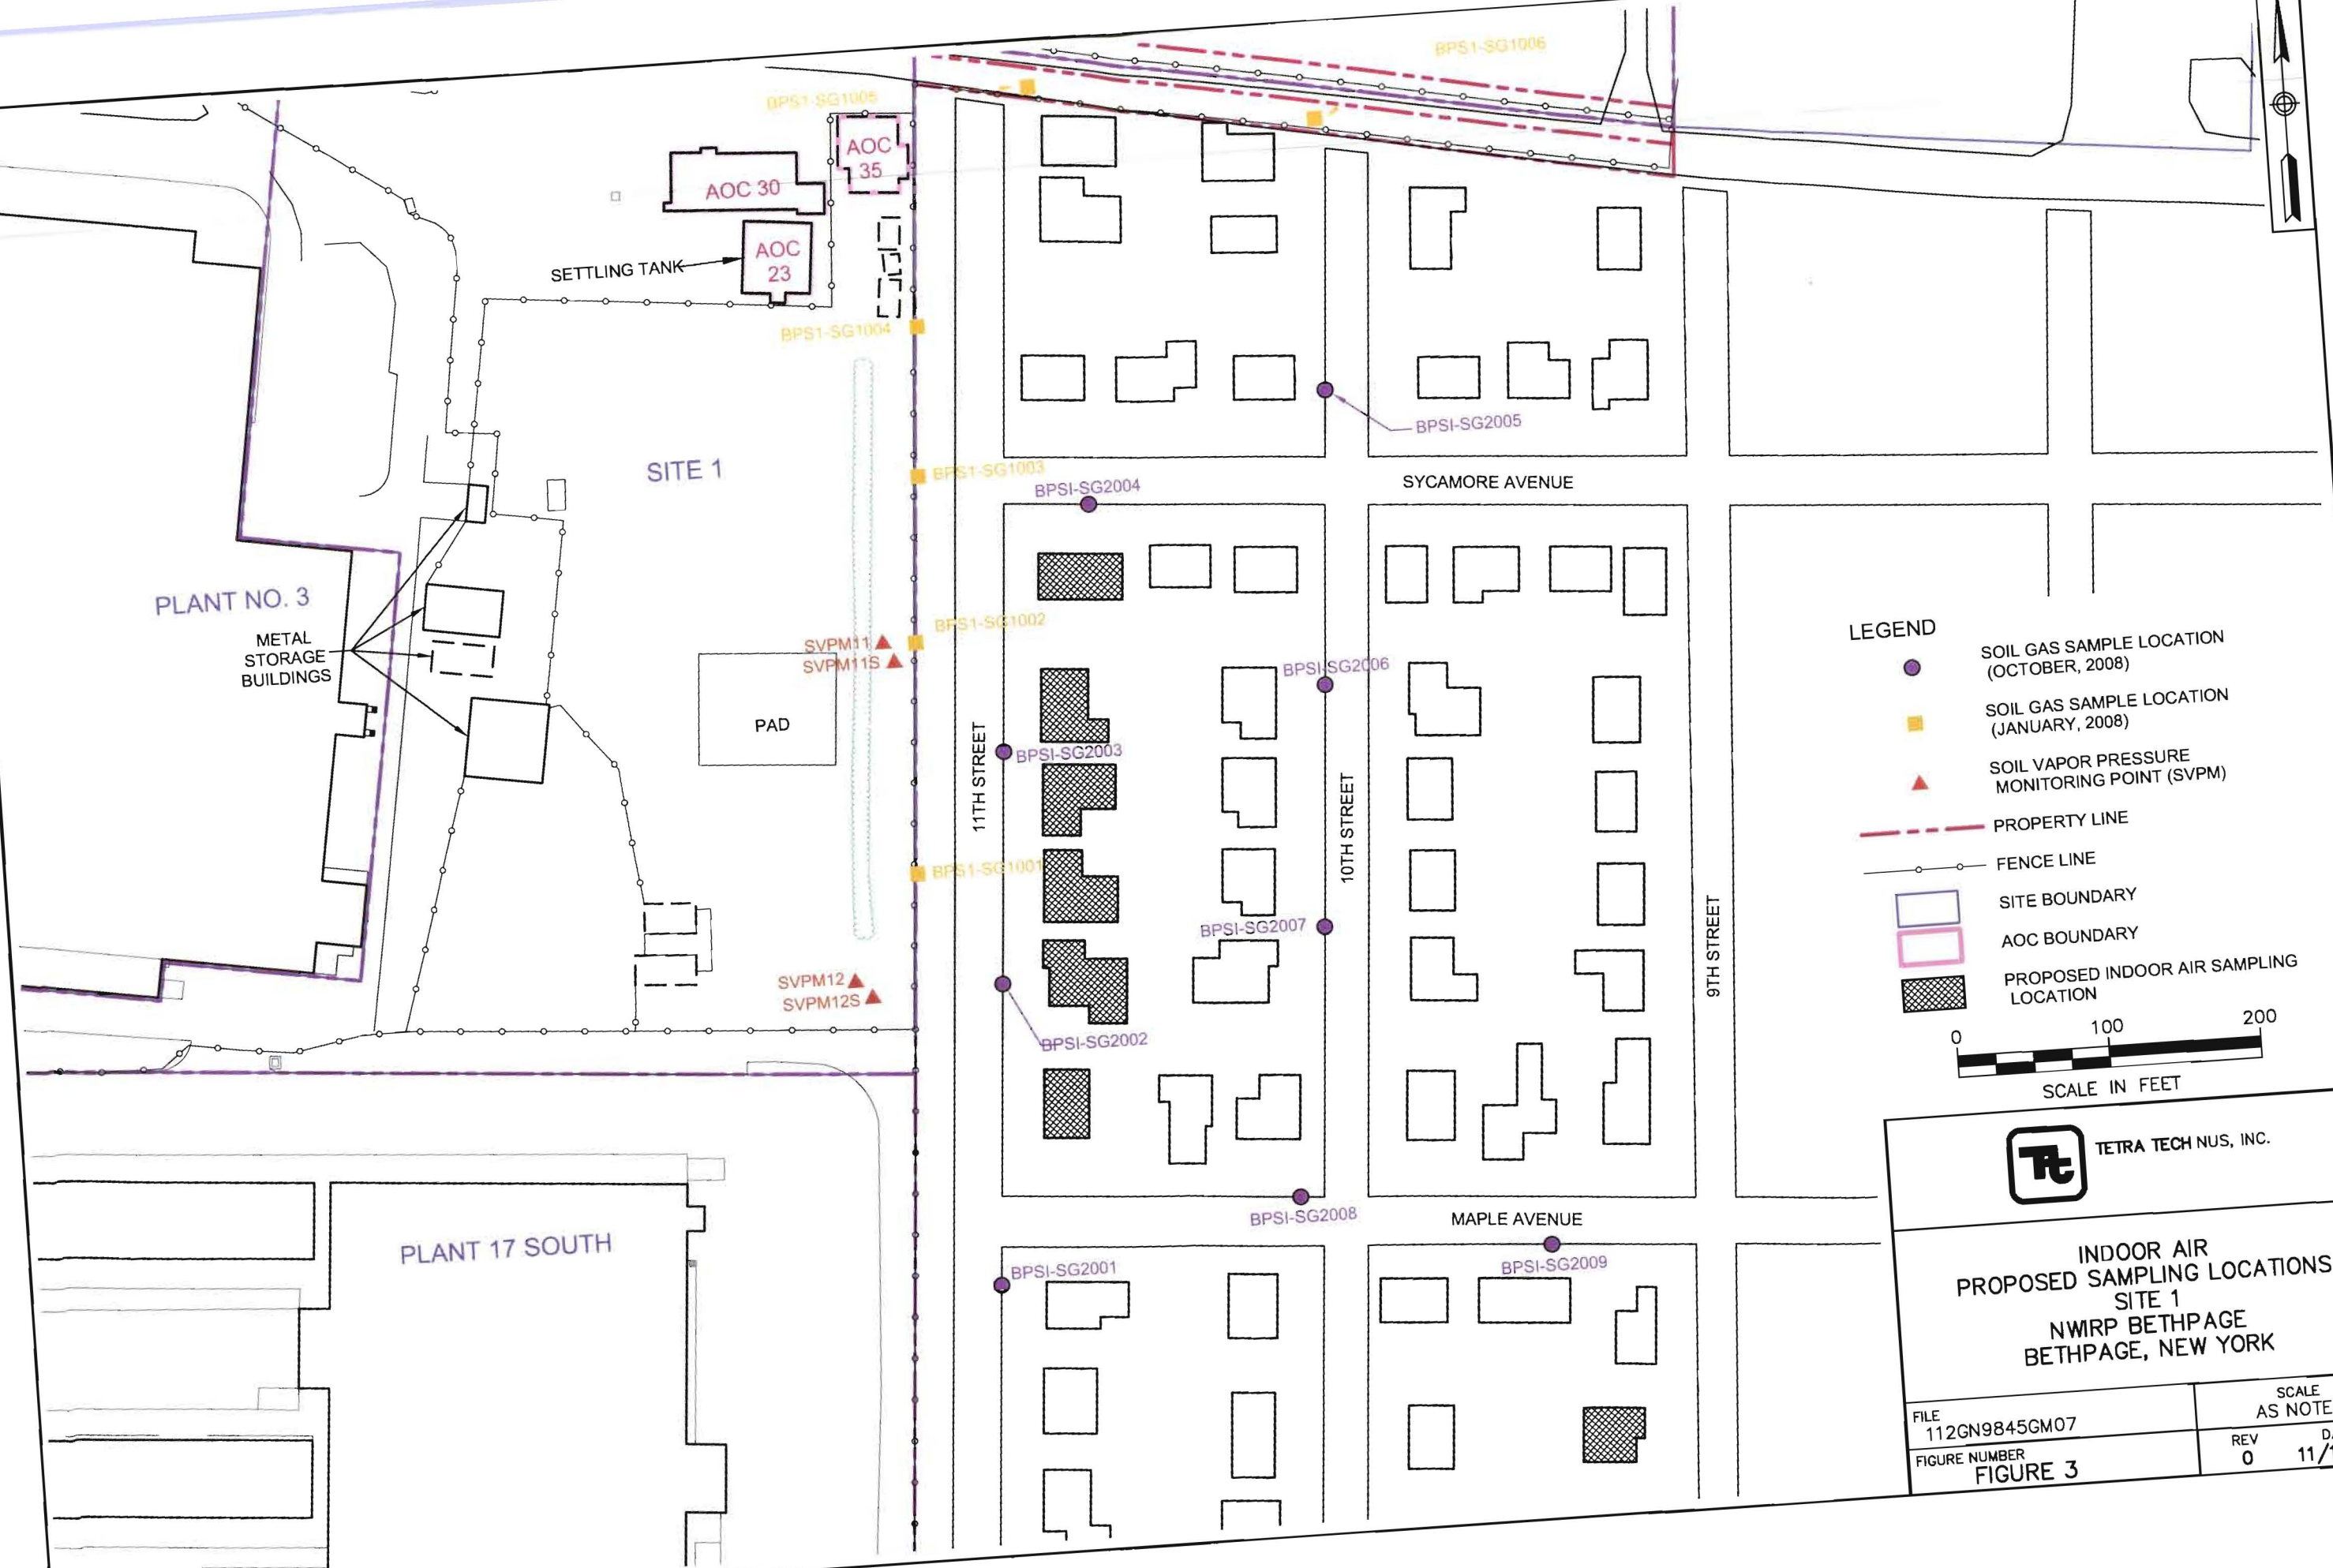 BPS1-SG1006
BPS1-SG1005
AOC
35
AOC 30
AOC
23
SETTLING TANK
BPS1-SG1004
BPSI-SG2005
SITE 1
BPS1-SG1003
SYCAMORE AVENUE
BPSI-SG2004
PLANT NO. 3
METAL
STORAGE
BUILDINGS
BPS1-SG1002
SVPM11
SVPM11S
BPSI-SG2006
PAD
11TH STREET
BPSI-SG2003
10TH STREET
BPS1-SG1001
BPSI-SG2007
9TH STREET
SVPM12
SVPM12S
BPSI-SG2002
BPSI-SG2008
MAPLE AVENUE
PLANT 17 SOUTH
BPSI-SG2001
BPSI-SG2009
LEGEND
SOIL GAS SAMPLE LOCATION
(OCTOBER, 2008)
SOIL GAS SAMPLE LOCATION
(JANUARY, 2008)
SOIL VAPOR PRESSURE
MONITORING POINT (SVPM)
PROPERTY LINE
FENCE LINE
SITE BOUNDARY
AOC BOUNDARY
PROPOSED INDOOR AIR SAMPLING
LOCATION
0 100 200
SCALE IN FEET
Tt
TETRA TECH NUS, INC.
INDOOR AIR
PROPOSED SAMPLING LOCATIONS
SITE 1
NWIRP BETHPAGE
BETHPAGE, NEW YORK
FILE
112GN9845GM07
SCALE
AS NOTE
FIGURE NUMBER
FIGURE 3
REV
0
11/